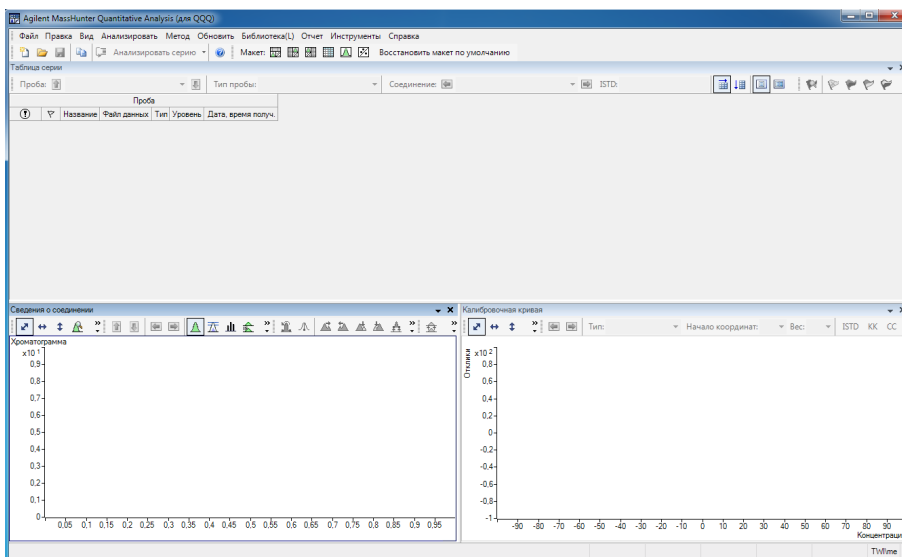 Agilent MassHunter Quantitative Analysis (для QQQ)
Файл Правка Вид Анализировать Метод Обновить Библиотека(L) Отчет Инструменты Справка
Анализировать серию Макет: Восстановить макет по умолчанию
Таблица серии
Проба: Тип пробы: Соединение: ISTD:
Проба
Название Файл данных Тип Уровень Дата, время получ.
Сведения о соединении
Хроматограмма
x10 1
0,9
0,8
0,7
0,6
0,5
0,4
0,3
0,2
0,1
0
0,05 0,1 0,15 0,2 0,25 0,3 0,35 0,4 0,45 0,5 0,55 0,6 0,65 0,7 0,75 0,8 0,85 0,9 0,95
Калибровочная кривая
Тип: Начало координат: Вес: ISTD КК СС
Отклики
x10 2
0,8
0,6
0,4
0,2
0
-0,2
-0,4
-0,6
-0,8
-1
-90 -80 -70 -60 -50 -40 -30 -20 -10 0 10 20 30 40 50 60 70 80 90
Концентраци
TWI\me